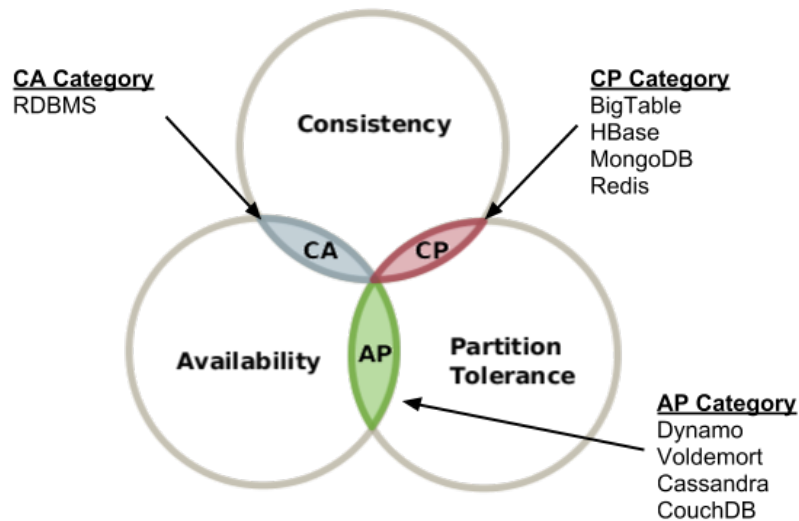 CA Category
RDBMS
CP Category
BigTable
HBase
MongoDB
Redis
Consistency
CA
CP
Availability
AP
Partition
Tolerance
AP Category
Dynamo
Voldemort
Cassandra
CouchDB